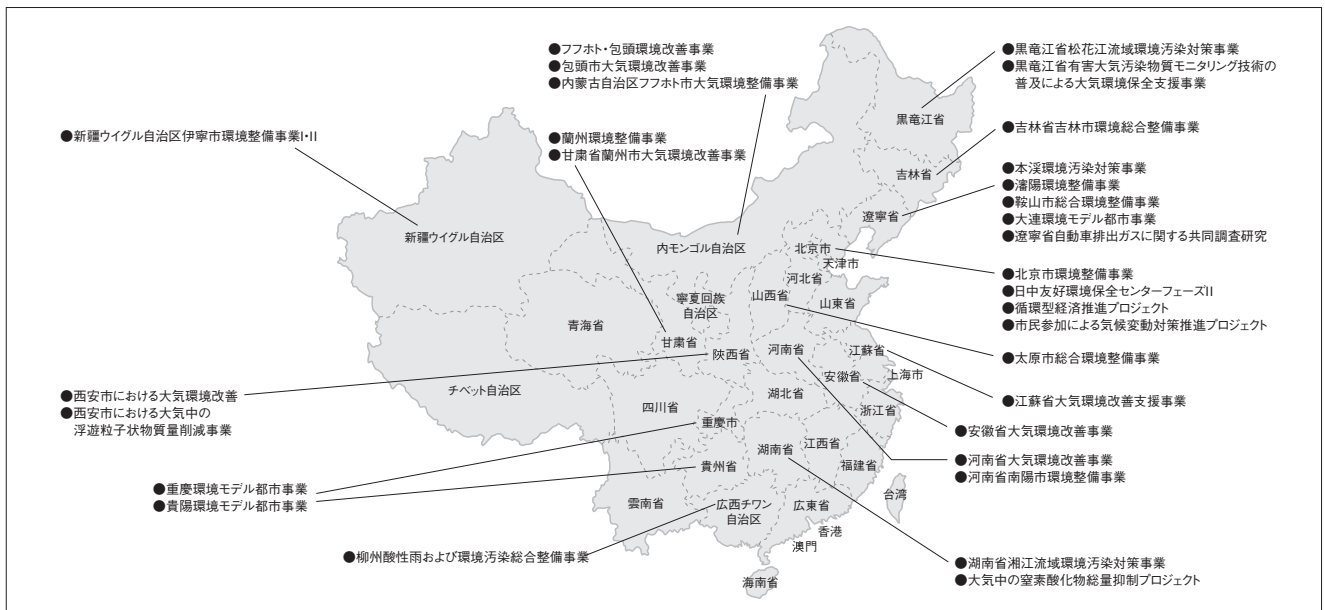 ●フフホト・包頭環境改善事業
●包頭市大気環境改善事業
●内蒙古自治区フフホト市大気環境整備事業
●黒竜江省松花江流域環境汚染対策事業
●黒竜江省有害大気汚染物質モニタリング技術の
普及による大気環境保全支援事業
●新疆ウイグル自治区伊寧市環境整備事業I・II
●蘭州環境整備事業
●甘粛省蘭州市大気環境改善事業
●吉林省吉林市環境総合整備事業
●本渓環境汚染対策事業
●瀋陽環境整備事業
●鞍山市総合環境整備事業
●大連環境モデル都市事業
●遼寧省自動車排出ガスに関する共同調査研究
●北京市環境整備事業
●日中友好環境保全センターフェーズII
●循環型経済推進プロジェクト
●市民参加による気候変動対策推進プロジェクト
●太原市総合環境整備事業
●江蘇省大気環境改善支援事業
●安徽省大気環境改善事業
●河南省大気環境改善事業
●河南省南陽市環境整備事業
●湖南省湘江流域環境汚染対策事業
●大気中の窒素酸化物総量抑制プロジェクト
●西安市における大気環境改善
●西安市における大気中の
浮遊粒子状物質量削減事業
●重慶環境モデル都市事業
●貴陽環境モデル都市事業
●柳州酸性雨および環境汚染総合整備事業
黒竜江省
吉林省
遼寧省
新疆ウイグル自治区
内モンゴル自治区
北京市
天津市
河北省
山西省
山東省
寧夏回族
自治区
青海省
甘粛省
陝西省
河南省
江蘇省
安徽省
上海市
チベット自治区
四川省
重慶市
湖北省
浙江省
湖南省
江西省
貴州省
福建省
雲南省
広西チワン
自治区
広東省
台湾
香港
澳門
海南省